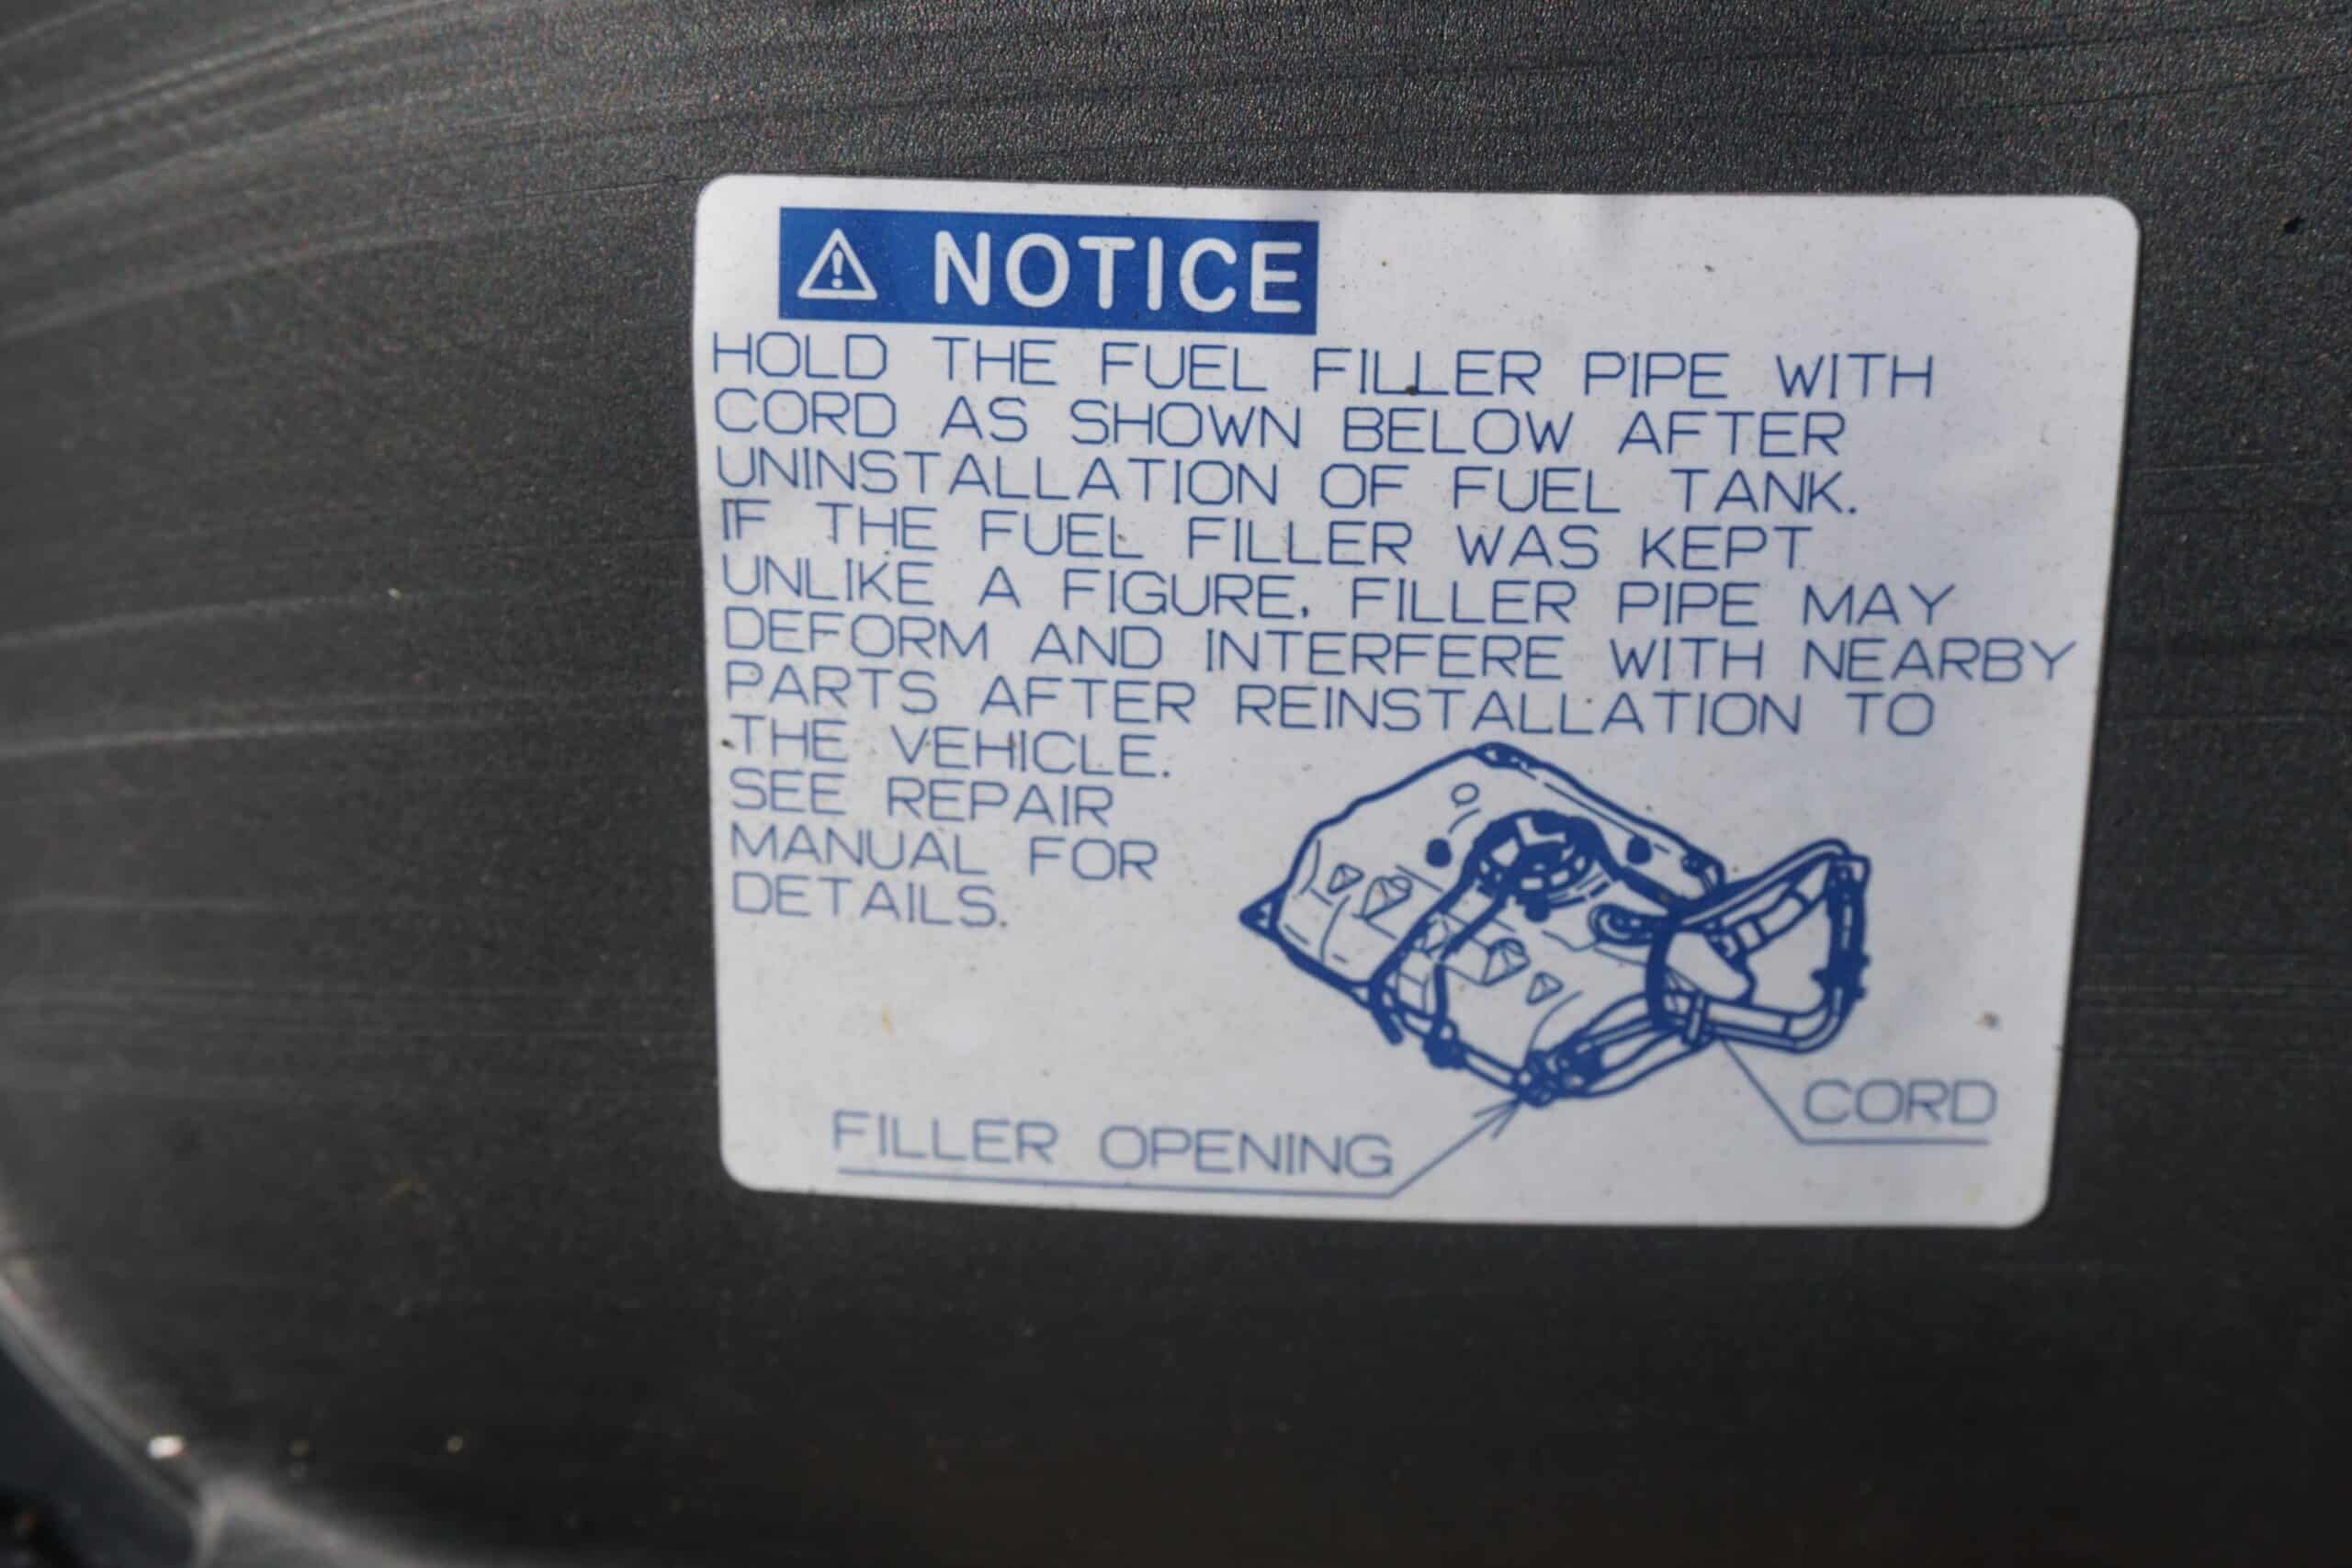 NOTICE
HOLD THE FUEL FILLER PIPE WITH
CORD AS SHOWN BELOW AFTER
UNINSTALLATION OF FUEL TANK.
IF THE FUEL FILLER WAS KEPT
UNLIKE A FIGURE, FILLER PIPE MAY
DEFORM AND INTERFERE WITH NEARBY
PARTS AFTER REINSTALLATION TO
THE VEHICLE.
SEE REPAIR
MANUAL FOR
DETAILS.
CORD
FILLER OPENING